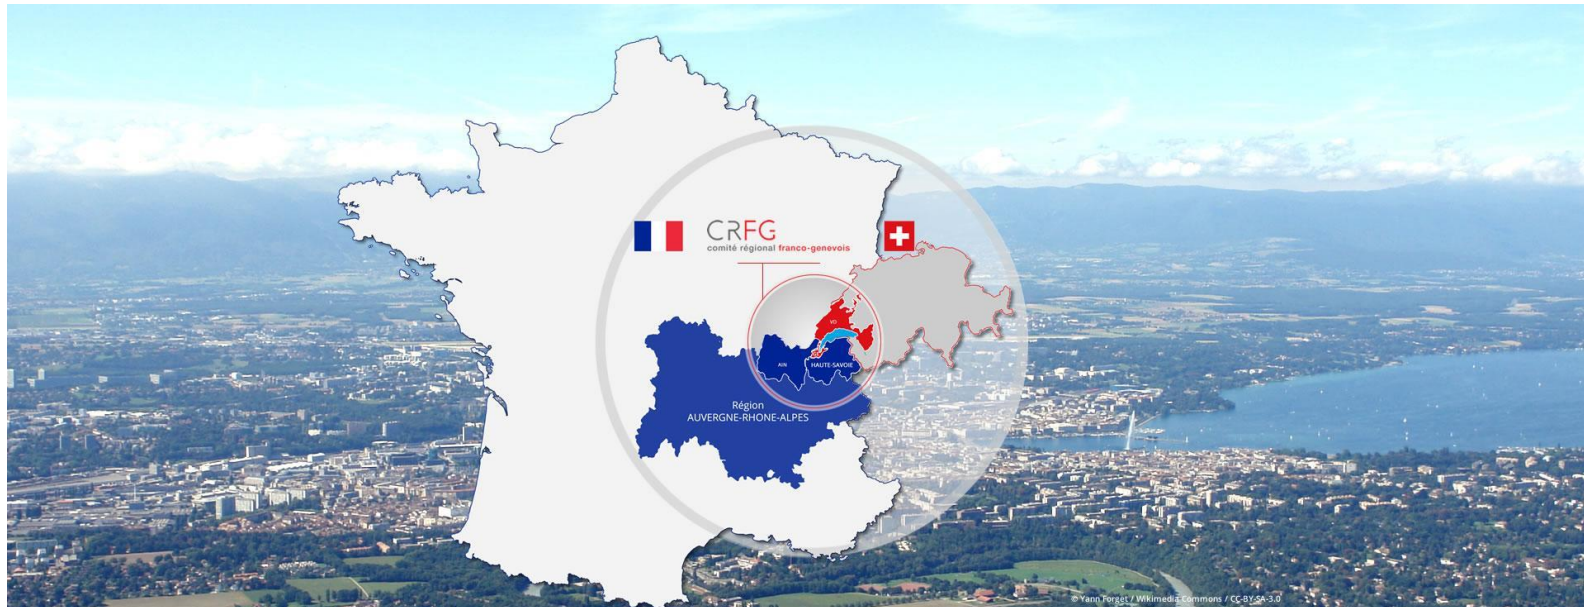 CRFG
comité régional franco-genevois
VD
AIN
HAUTE-SAVOIE
Région
AUVERGNE-RHONE-ALPES
© Yann Forget / Wikimedia Commons / CC-BY-SA-3.0